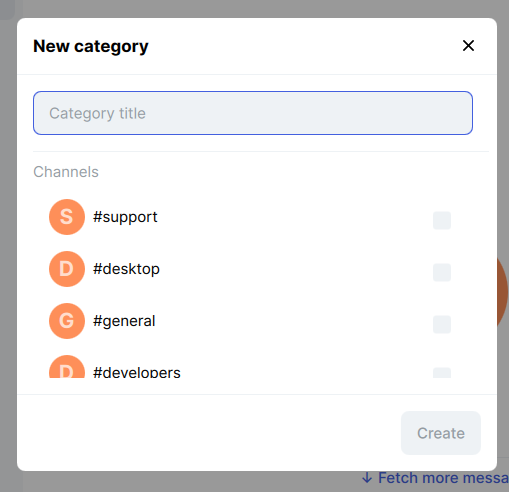 New category
Category title
Channels
S #support
D #desktop
G #general
D #developers
Create
↓ Fetch more messa